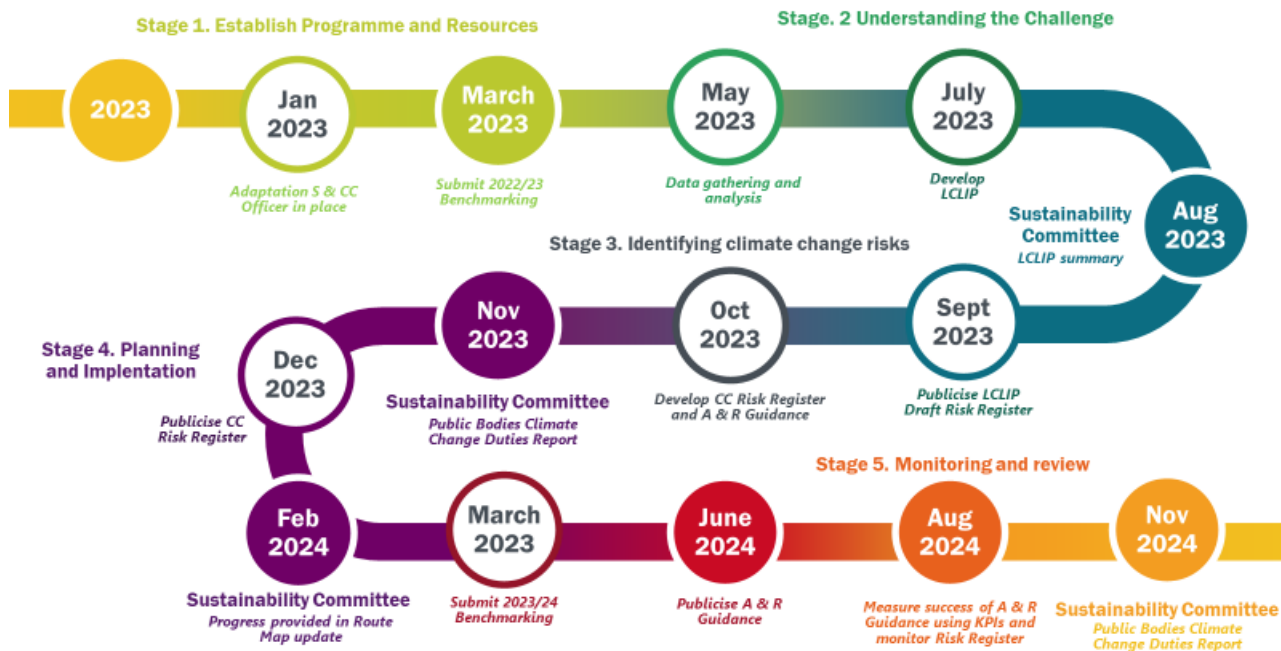 Stage 1. Establish Programme and Resources
Stage. 2 Understanding the Challenge
2023
Jan
2023
Adaptation S & CC
Officer in place
March
2023
Submit 2022/23
Benchmarking
May
2023
Data gathering and
analysis
July
2023
Develop
LCLIP
Aug
2023
Sustainability
Committee
LCLIP summary
Stage 3. Identifying climate change risks
Sept
2023
Publicise LCLIP
Draft Risk Register
Oct
2023
Develop CC Risk Register
and A & R Guidance
Nov
2023
Sustainability Committee
Public Bodies Climate
Change Duties Report
Stage 4. Planning
and Implentation
Dec
2023
Publicise CC
Risk Register
Feb
2024
Sustainability Committee
Progress provided in Route
Map update
March
2023
Submit 2023/24
Benchmarking
June
2024
Publicise A & R
Guidance
Stage 5. Monitoring and review
Aug
2024
Measure success of A & R
Guidance using KPIs and
monitor Risk Register
Nov
2024
Sustainability Committee
Public Bodies Climate
Change Duties Report